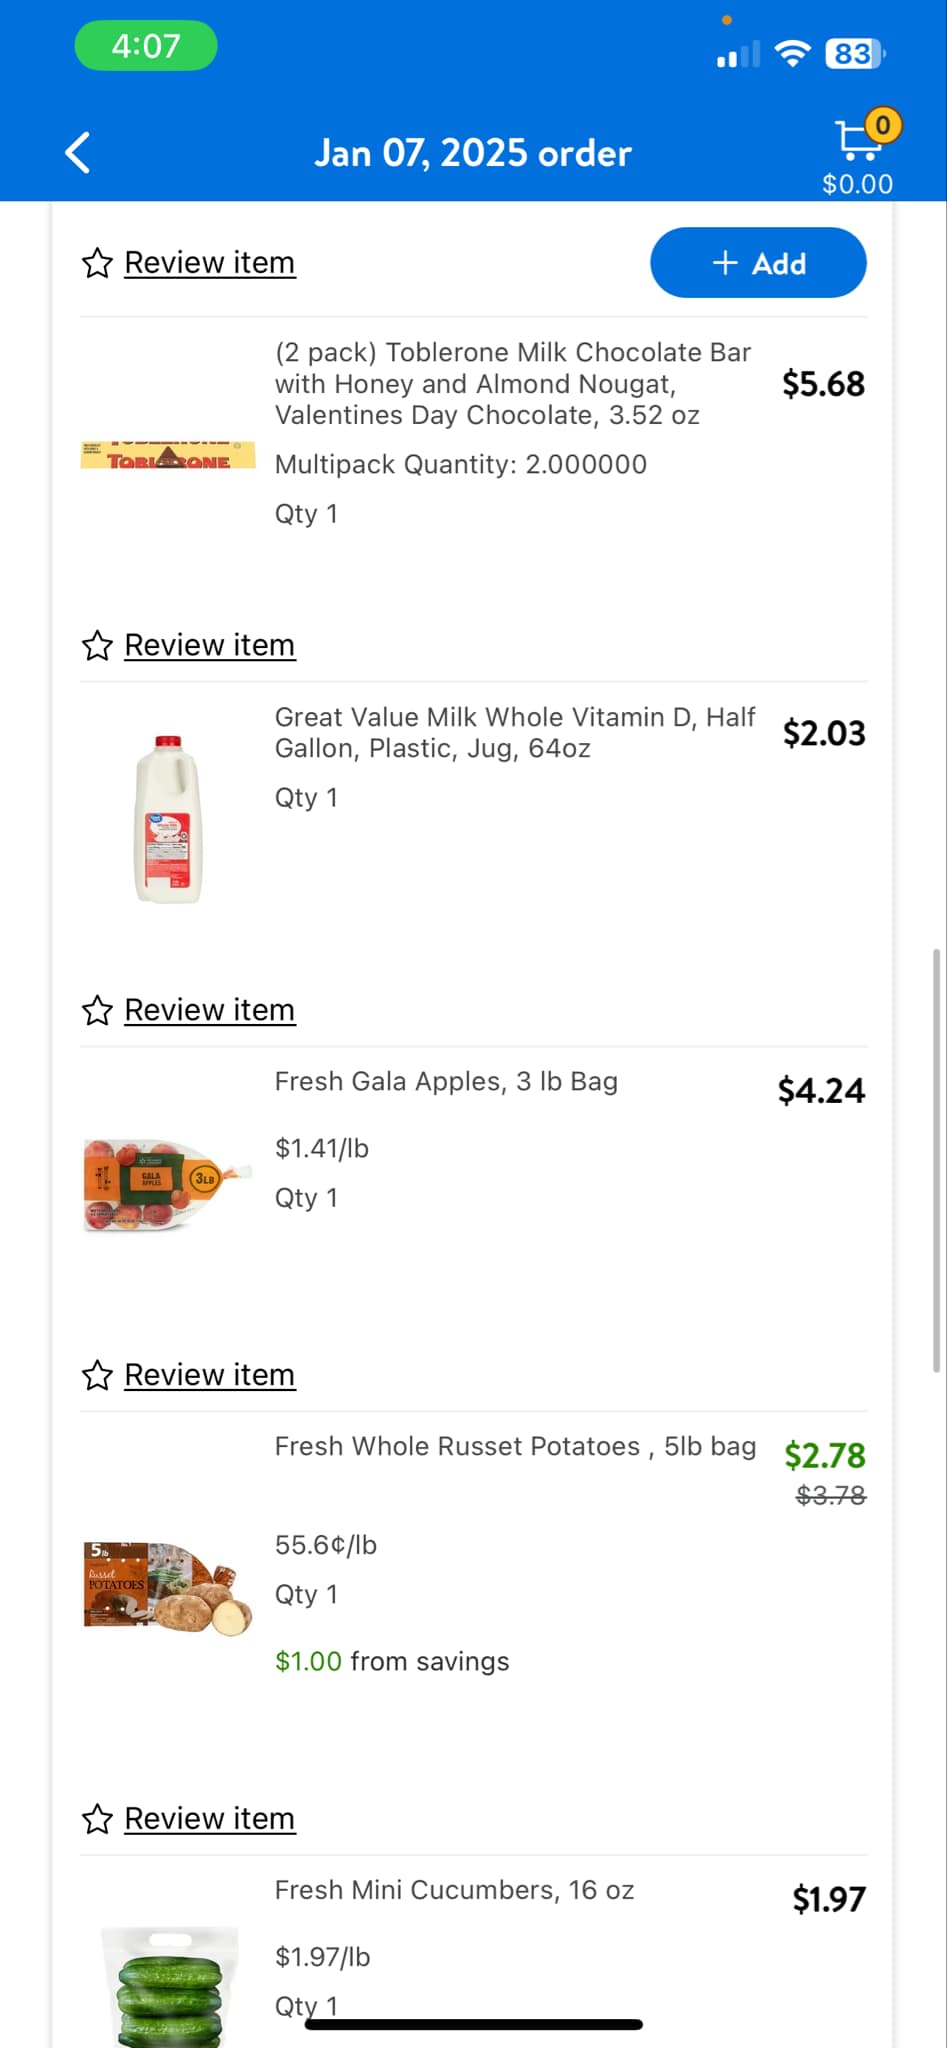 4:07
83
Jan 07, 2025 order
0
$0.00
Review item
+ Add
(2 pack) Toblerone Milk Chocolate Bar
with Honey and Almond Nougat,
Valentines Day Chocolate, 3.52 oz
$5.68
TOBLERONE
Multipack Quantity: 2.000000
Qty 1
Review item
Great Value Milk Whole Vitamin D, Half
Gallon, Plastic, Jug, 64oz
$2.03
Qty 1
Review item
Fresh Gala Apples, 3 lb Bag
$4.24
$1.41/lb
GALA
APPLES
3LB
Qty 1
Review item
Fresh Whole Russet Potatoes , 5lb bag
$2.78
$3.78
55.6¢/lb
5lb
Russet
POTATOES
Qty 1
$1.00 from savings
Review item
Fresh Mini Cucumbers, 16 oz
$1.97
$1.97/lb
Qty 1